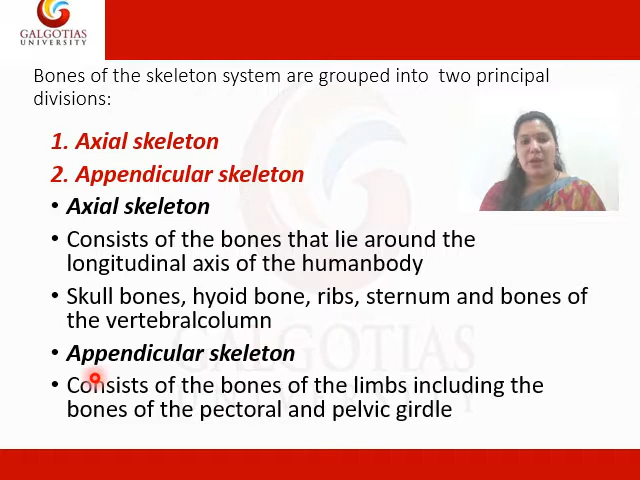 GALGOTIAS
UNIVERSITY
Bones of the skeleton system are grouped into two principal
divisions:
1. Axial skeleton
2. Appendicular skeleton
• Axial skeleton
• Consists of the bones that lie around the
longitudinal axis of the humanbody
• Skull bones, hyoid bone, ribs, sternum and bones of
the vertebralcolumn
GALGOTIAS
UNIVERSITY
• Appendicular skeleton
• Consists of the bones of the limbs including the
bones of the pectoral and pelvic girdle